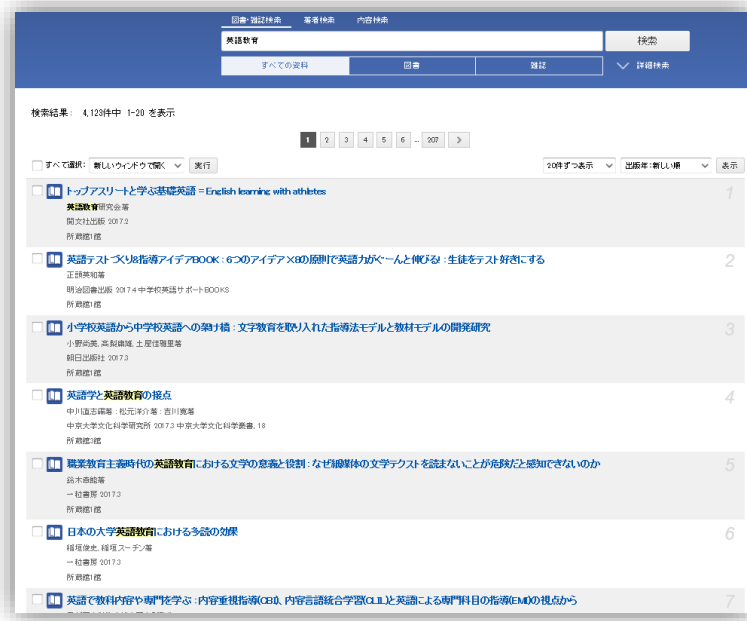 図書・雑誌検索 著者検索 内容検索
英語教育 検索
すべての資料 図書 雑誌 詳細検索
検索結果: 4,123件中 1-20 を表示
1 2 3 4 5 6 … 207 >
すべて選択: 新しいウィンドウで開く 実行 20件ずつ表示 出版年:新しい順 表示
トップアスリートと学ぶ基礎英語 = English learning with athletes 1
英語教育研究会著
開文社出版 2017.2
所蔵館1館
英語テストづくり&指導アイデアBOOK : 6つのアイデア×8の原則で英語力がぐーんと伸びる! : 生徒をテスト好きにする 2
正頭英和著
明治図書出版 2017.4 中学校英語サポートBOOKS
所蔵館1館
小学校英語から中学校英語への架け橋 : 文字教育を取り入れた指導法モデルと教材モデルの開発研究 3
小野尚美, 高梨庸雄, 土屋佳雅里著
朝日出版社 2017.3
所蔵館1館
英語学と英語教育の接点 4
中川直志編著 : 松元洋介著 : 吉川寛著
中京大学文化科学研究所 2017.3 中京大学文化科学叢書, 18
所蔵館3館
職業教育主義時代の英語教育における文学の意義と役割 : なぜ紙媒体の文学テクストを読まないことが危険だと感知できないのか 5
鈴木章能著
一粒書房 2017.3
所蔵館1館
日本の大学英語教育における多読の効果 6
稲垣俊史, 稲垣スーチン著
一粒書房 2017.3
所蔵館1館
英語で教科内容や専門を学ぶ : 内容重視指導(CBI)、内容言語統合学習(CLIL)と英語による専門科目の指導(EMI)の視点から 7